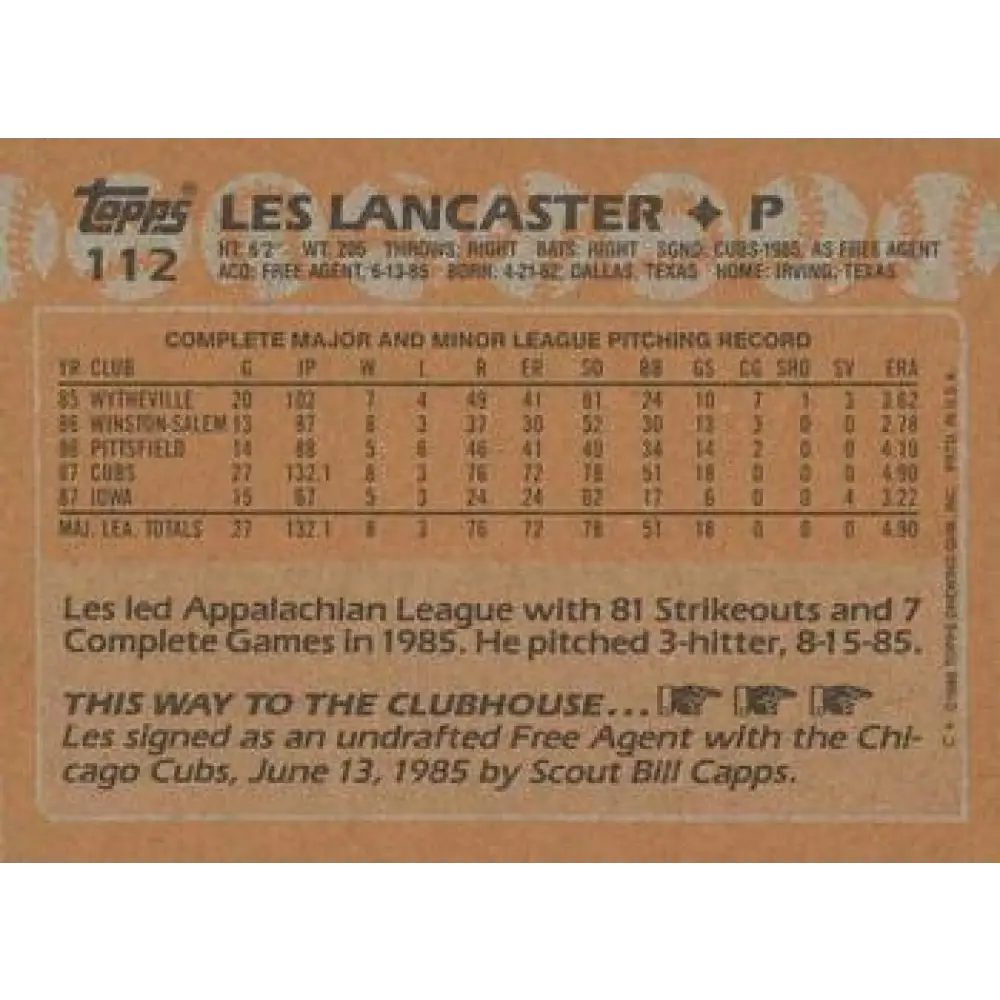 Topps®
112
LES LANCASTER ✦ P
HT: 6'2" WT: 205 THROWS: RIGHT BATS: RIGHT SGND: CUBS-1985, AS FREE AGENT
ACQ: FREE AGENT, 6-13-85 BORN: 4-21-62, DALLAS, TEXAS HOME: IRVING, TEXAS
COMPLETE MAJOR AND MINOR LEAGUE PITCHING RECORD
YR CLUB G IP W L R ER SO BB GS CG SHO SV ERA
85 WYTHEVILLE 20 102 7 4 49 41 81 24 10 7 1 3 3.62
86 WINSTON-SALEM 13 97 8 3 37 30 52 30 13 3 0 0 2.78
86 PITTSFIELD 14 88 5 6 46 41 49 34 14 2 0 0 4.10
87 CUBS 27 132.1 8 3 76 72 78 51 18 0 0 0 4.90
87 IOWA 15 67 5 3 24 24 62 17 6 0 0 4 3.22
MAJ. LEA. TOTALS 27 132.1 8 3 76 72 78 51 18 0 0 0 4.90
Les led Appalachian League with 81 Strikeouts and 7
Complete Games in 1985. He pitched 3-hitter, 8-15-85.
THIS WAY TO THE CLUBHOUSE...
Les signed as an undrafted Free Agent with the Chi-
cago Cubs, June 13, 1985 by Scout Bill Capps.
C* ©1988 TOPPS CHEWING GUM, INC. PRTD. IN U.S.A.